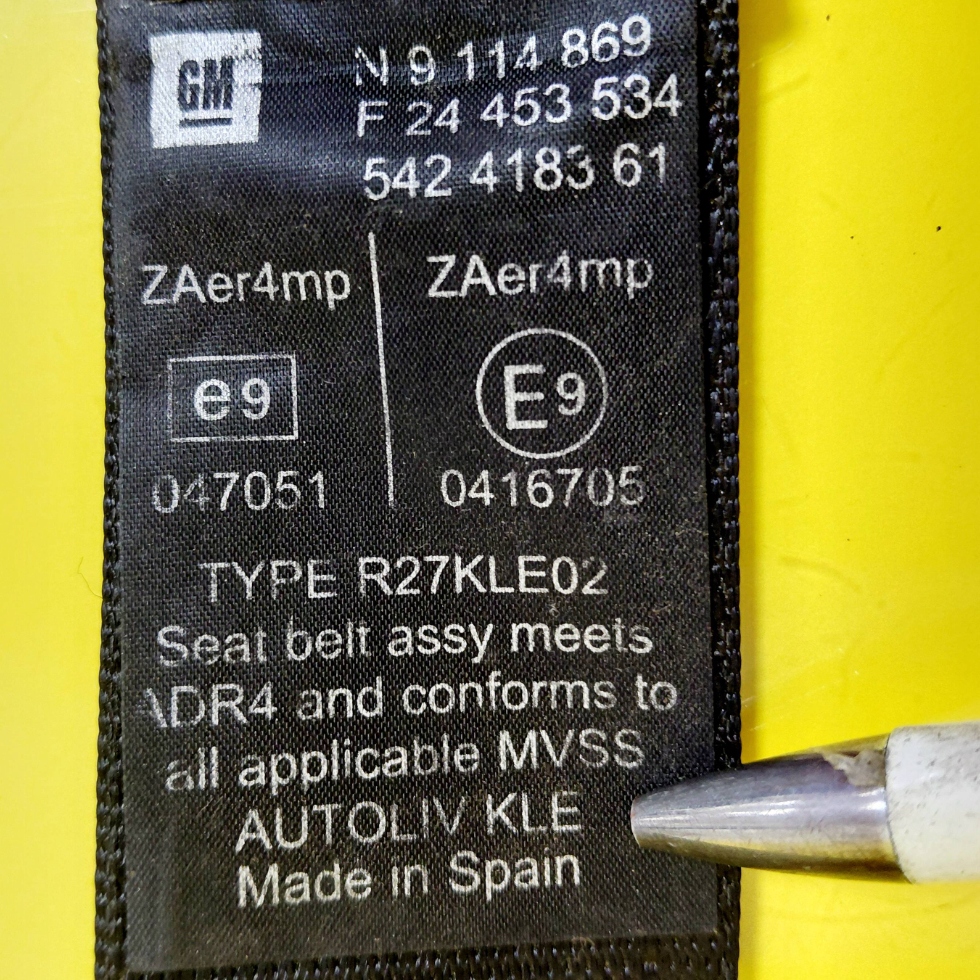 GM
N 9 114 869
F 24 453 534
542 4183 61
ZAer4mp
ZAer4mp
e9
E9
047051
0416705
TYPE R27KLE02
Seat belt assy meets
ADR4 and conforms to
all applicable MVSS
AUTOLIV KLE
Made in Spain